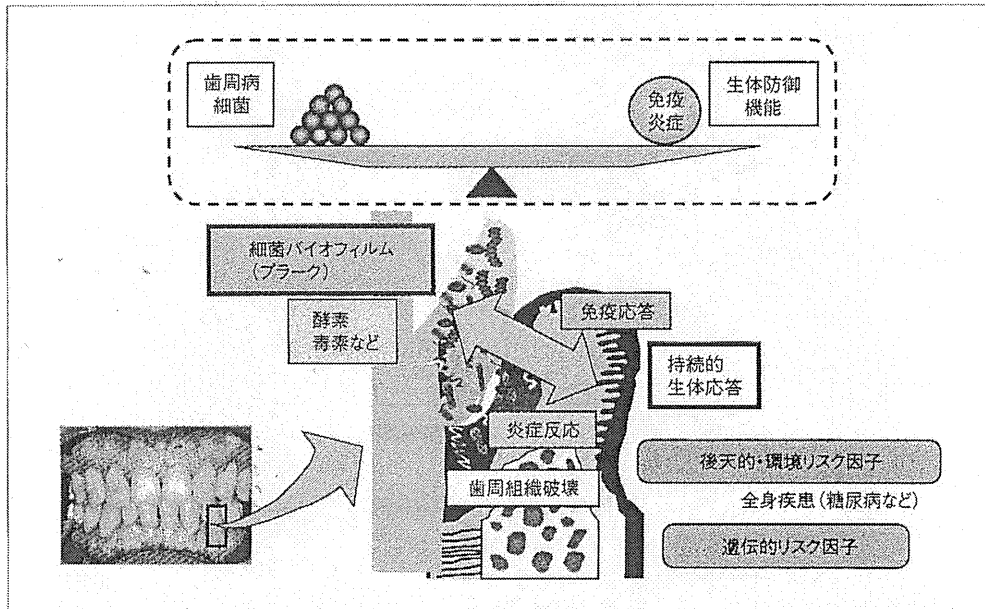 歯周病
細菌
免疫
炎症
生体防御
機能
細菌バイオフィルム
(プラーク)
酵素
毒薬など
免疫応答
持続的
生体応答
炎症反応
歯周組織破壊
後天的・環境リスク因子
全身疾患(糖尿病など)
遺伝的リスク因子